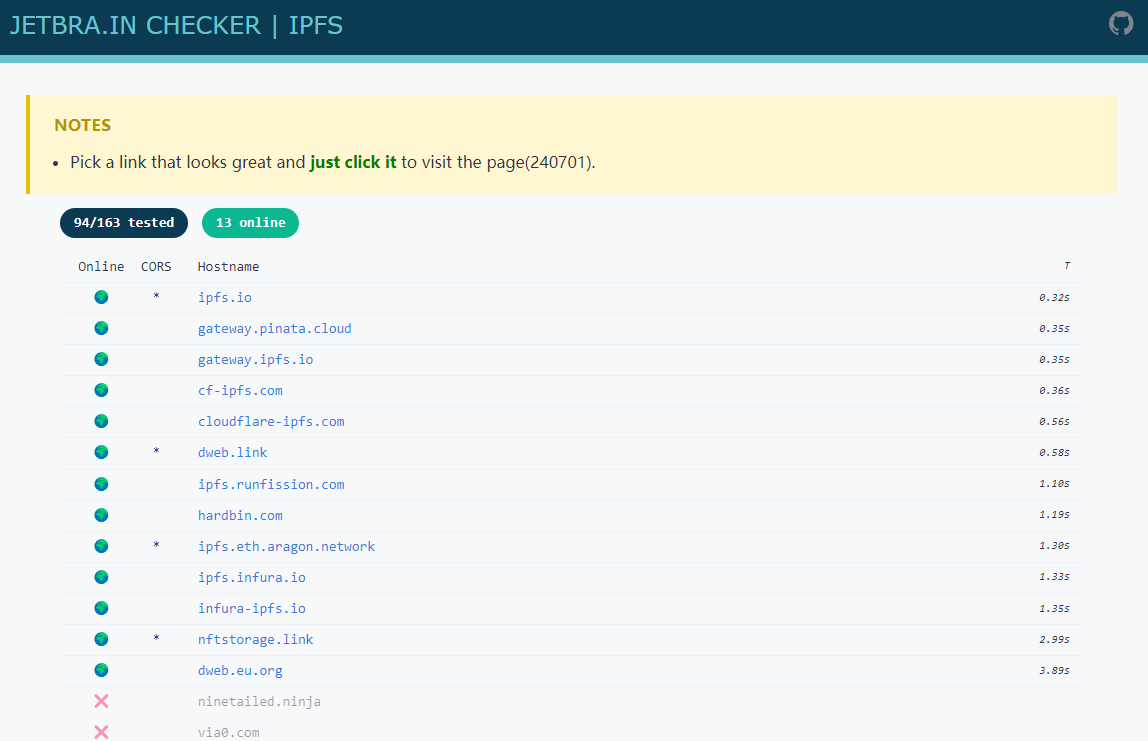 JETBRA.IN CHECKER | IPFS
NOTES
• Pick a link that looks great and just click it to visit the page(240701).
94/163 tested 13 online
Online CORS Hostname T
* ipfs.io 0.32s
gateway.pinata.cloud 0.35s
gateway.ipfs.io 0.35s
cf-ipfs.com 0.36s
cloudflare-ipfs.com 0.56s
* dweb.link 0.58s
ipfs.runfission.com 1.10s
hardbin.com 1.19s
* ipfs.eth.aragon.network 1.30s
ipfs.infura.io 1.33s
infura-ipfs.io 1.35s
* nftstorage.link 2.99s
dweb.eu.org 3.89s
ninetailed.ninja
via0.com